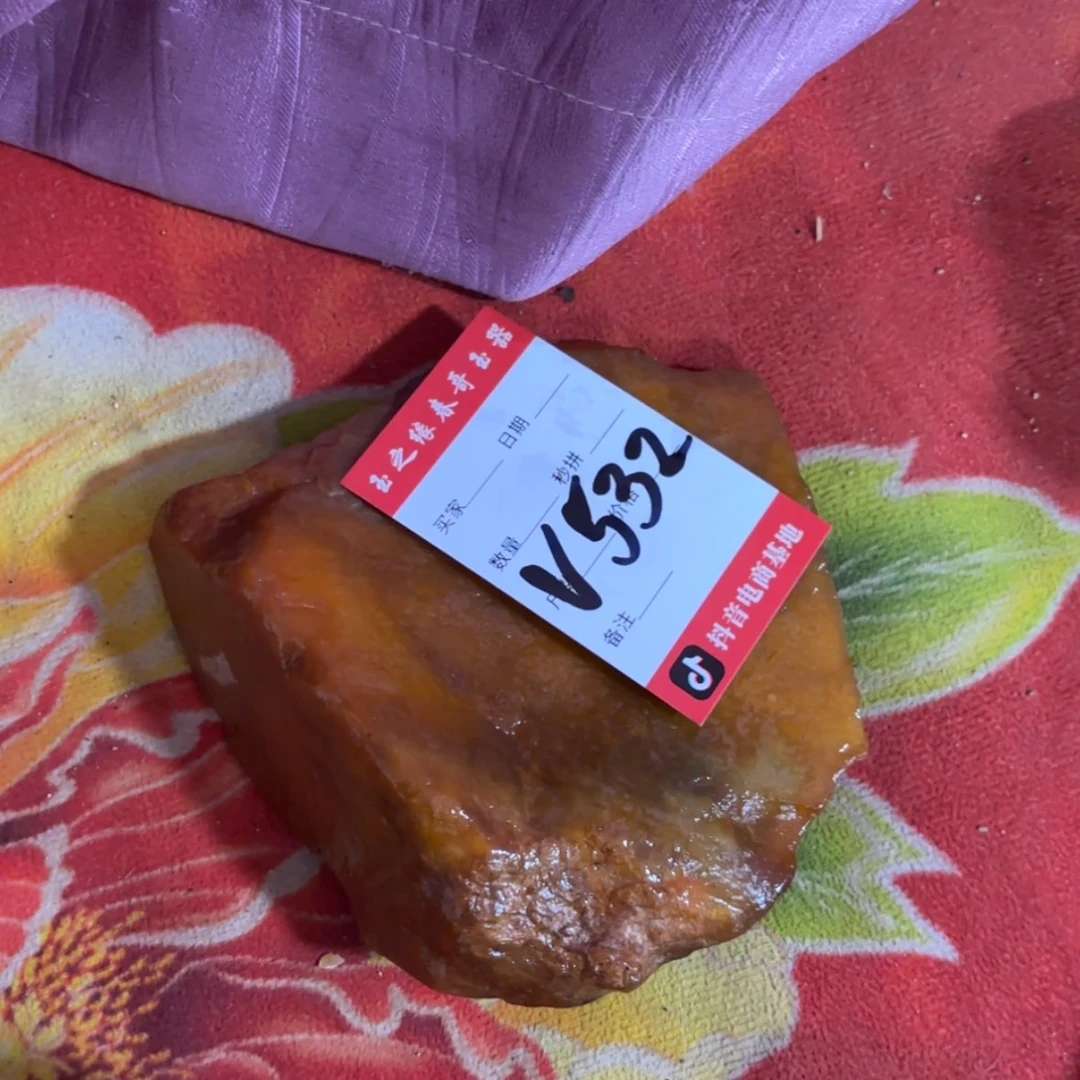 玉之缘春哥玉器
买家 日期
数量 秒拼
价格
V532
备注
抖音电商基地